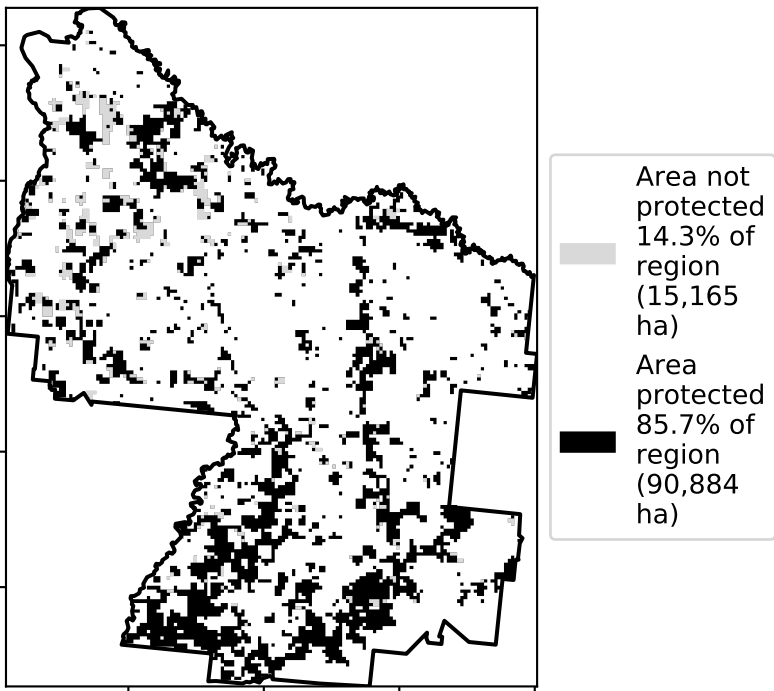 Area not
protected
14.3% of
region
(15,165
ha)
Area
protected
85.7% of
region
(90,884
ha)